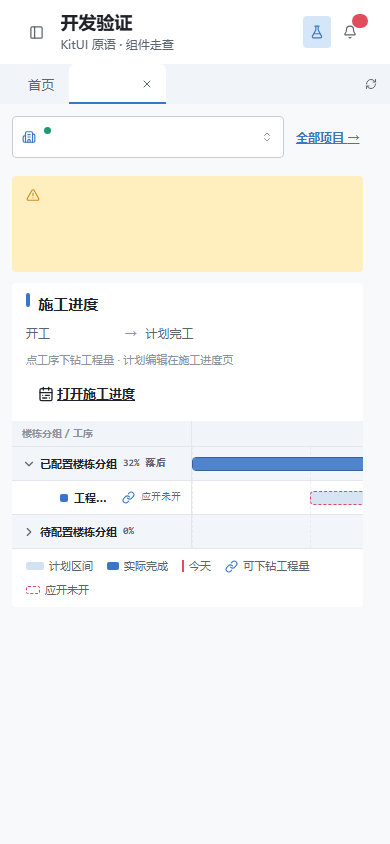 开发验证
KitUI 原语 · 组件走查
首页
全部项目 →
施工进度
开工 → 计划完工
点工序下钻工程量 · 计划编辑在施工进度页
打开施工进度
楼栋分组 / 工序
已配置楼栋分组 32% 落后
工程... 应开未开
待配置楼栋分组 0%
计划区间 实际完成 今天 可下钻工程量
应开未开